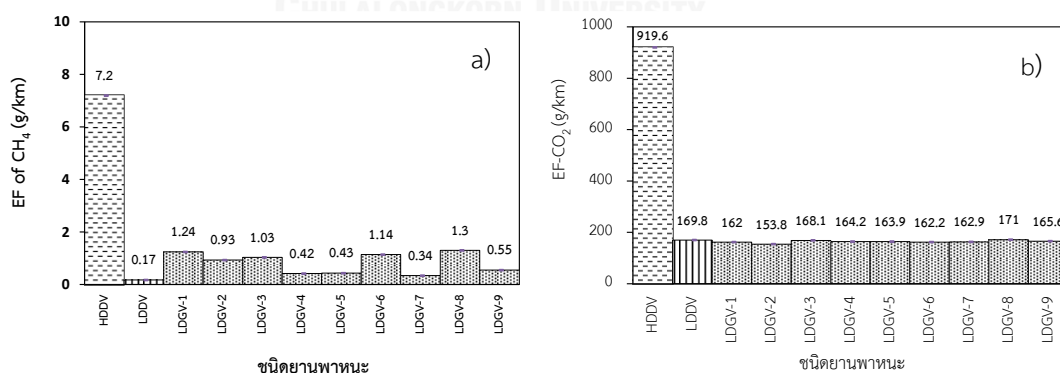 CHULALONGKORN UNIVERSITY
EF of CH₄ (g/km)
10
8
6
4
2
0
a)
7.2
0.17
1.24
0.93
1.03
0.42
0.43
1.14
0.34
1.3
0.55
HDDV
LDDV
LDGV-1
LDGV-2
LDGV-3
LDGV-4
LDGV-5
LDGV-6
LDGV-7
LDGV-8
LDGV-9
ชนิดยานพาหนะ
EF-CO₂ (g/km)
1000
800
600
400
200
0
b)
919.6
169.8
162
153.8
168.1
164.2
163.9
162.2
162.9
171
165.6
HDDV
LDDV
LDGV-1
LDGV-2
LDGV-3
LDGV-4
LDGV-5
LDGV-6
LDGV-7
LDGV-8
LDGV-9
ชนิดยานพาหนะ